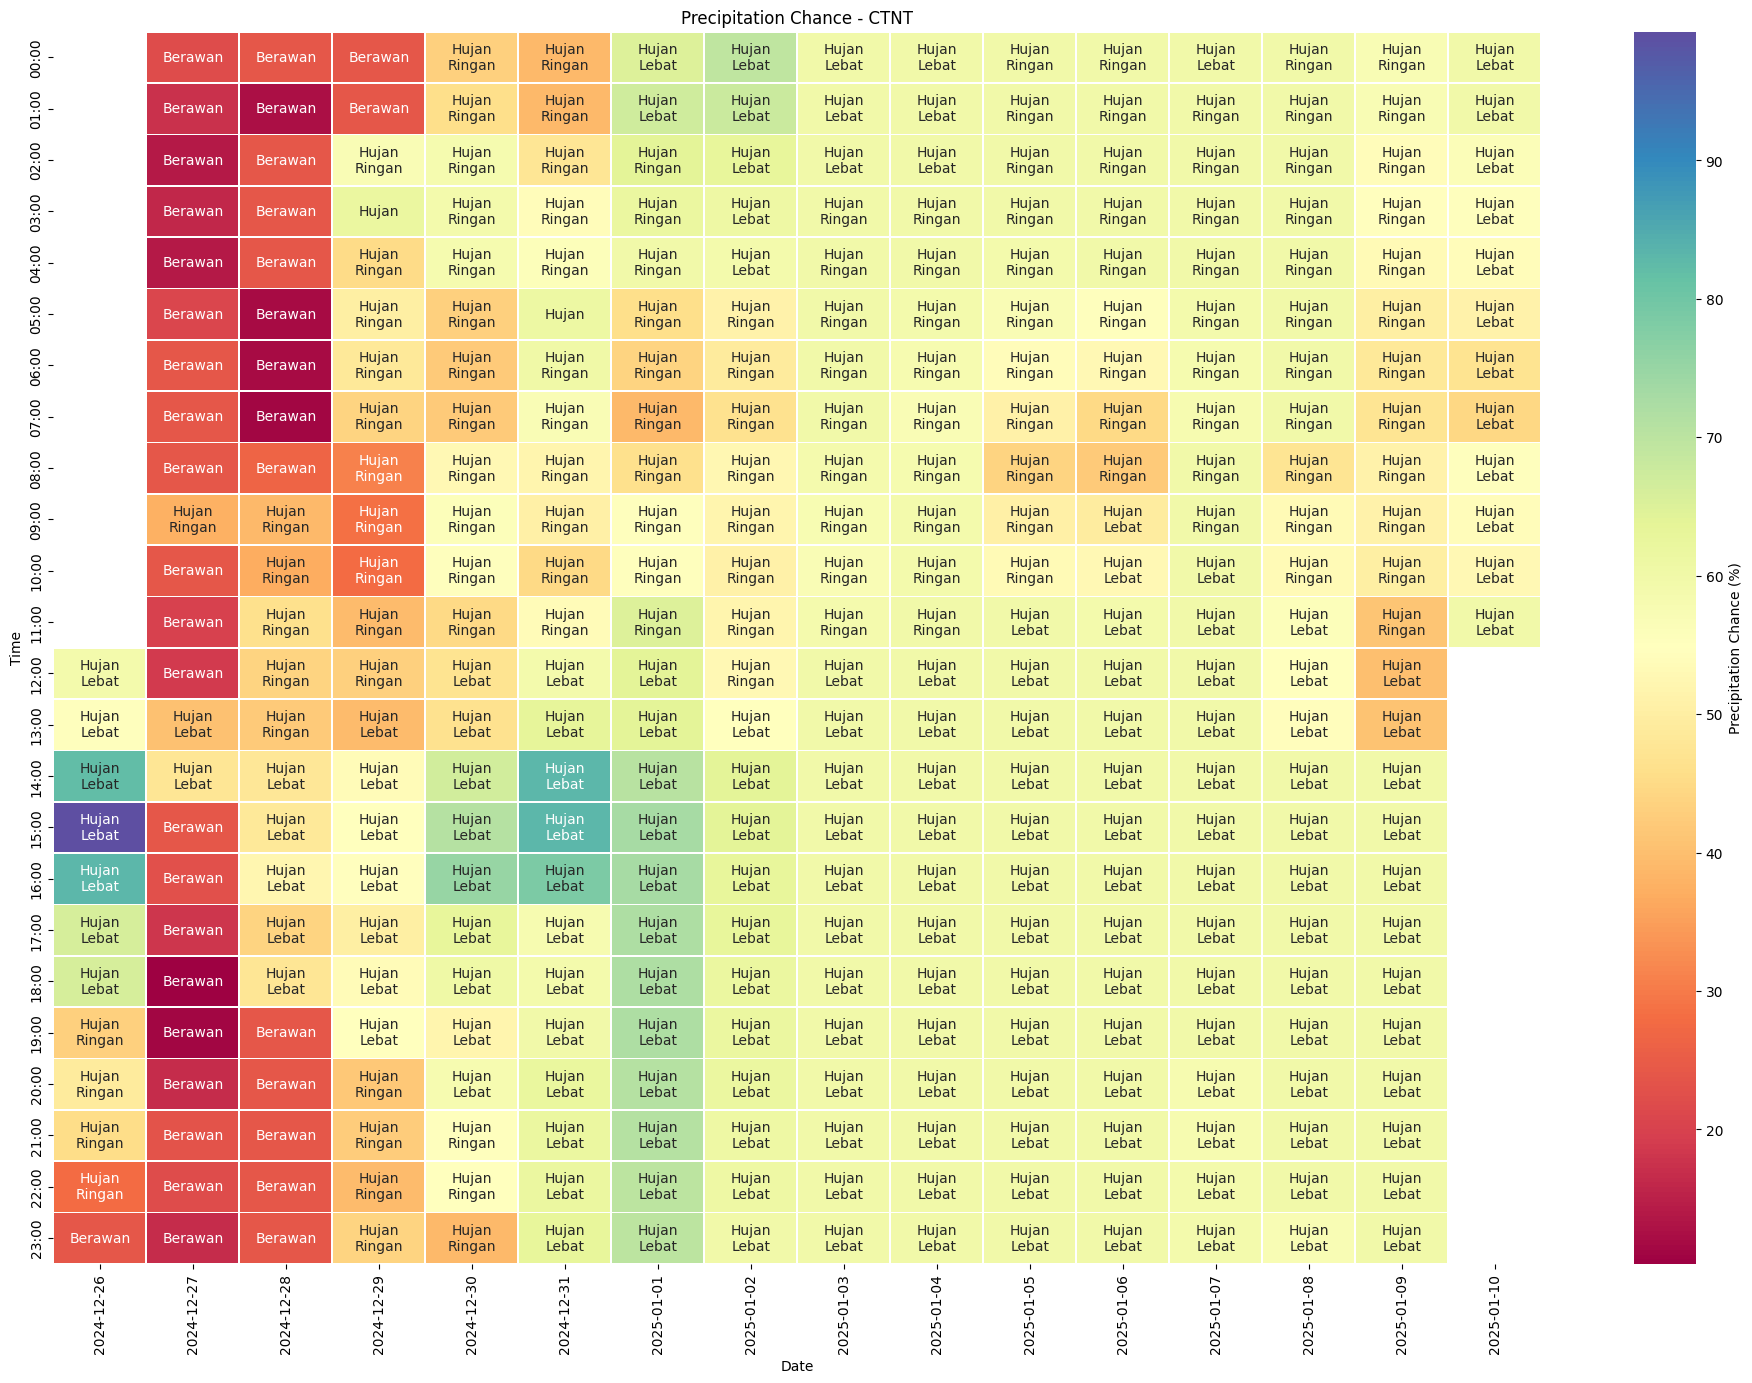 Precipitation Chance - CTNT
00:00 Berawan Berawan Berawan Hujan Ringan Hujan Ringan Hujan Lebat Hujan Lebat Hujan Lebat Hujan Lebat Hujan Ringan Hujan Ringan Hujan Lebat Hujan Ringan Hujan Ringan Hujan Lebat
01:00 Berawan Berawan Berawan Hujan Ringan Hujan Ringan Hujan Lebat Hujan Lebat Hujan Lebat Hujan Lebat Hujan Ringan Hujan Ringan Hujan Ringan Hujan Ringan Hujan Ringan Hujan Lebat
02:00 Berawan Berawan Hujan Ringan Hujan Ringan Hujan Ringan Hujan Ringan Hujan Lebat Hujan Lebat Hujan Lebat Hujan Ringan Hujan Ringan Hujan Ringan Hujan Ringan Hujan Ringan Hujan Lebat
03:00 Berawan Berawan Hujan Hujan Ringan Hujan Ringan Hujan Ringan Hujan Lebat Hujan Ringan Hujan Ringan Hujan Ringan Hujan Ringan Hujan Ringan Hujan Ringan Hujan Ringan Hujan Lebat
04:00 Berawan Berawan Hujan Ringan Hujan Ringan Hujan Ringan Hujan Ringan Hujan Lebat Hujan Ringan Hujan Ringan Hujan Ringan Hujan Ringan Hujan Ringan Hujan Ringan Hujan Ringan Hujan Lebat
05:00 Berawan Berawan Hujan Ringan Hujan Ringan Hujan Hujan Ringan Hujan Ringan Hujan Ringan Hujan Ringan Hujan Ringan Hujan Ringan Hujan Ringan Hujan Ringan Hujan Ringan Hujan Lebat
06:00 Berawan Berawan Hujan Ringan Hujan Ringan Hujan Ringan Hujan Ringan Hujan Ringan Hujan Ringan Hujan Ringan Hujan Ringan Hujan Ringan Hujan Ringan Hujan Ringan Hujan Ringan Hujan Lebat
07:00 Berawan Berawan Hujan Ringan Hujan Ringan Hujan Ringan Hujan Ringan Hujan Ringan Hujan Ringan Hujan Ringan Hujan Ringan Hujan Ringan Hujan Ringan Hujan Ringan Hujan Ringan Hujan Lebat
08:00 Berawan Berawan Hujan Ringan Hujan Ringan Hujan Ringan Hujan Ringan Hujan Ringan Hujan Ringan Hujan Ringan Hujan Ringan Hujan Ringan Hujan Ringan Hujan Ringan Hujan Ringan Hujan Lebat
09:00 Hujan Ringan Hujan Ringan Hujan Ringan Hujan Ringan Hujan Ringan Hujan Ringan Hujan Ringan Hujan Ringan Hujan Ringan Hujan Ringan Hujan Lebat Hujan Ringan Hujan Ringan Hujan Ringan Hujan Lebat
10:00 Berawan Hujan Ringan Hujan Ringan Hujan Ringan Hujan Ringan Hujan Ringan Hujan Ringan Hujan Ringan Hujan Ringan Hujan Ringan Hujan Lebat Hujan Lebat Hujan Ringan Hujan Ringan Hujan Lebat
11:00 Berawan Hujan Ringan Hujan Ringan Hujan Ringan Hujan Ringan Hujan Ringan Hujan Ringan Hujan Ringan Hujan Ringan Hujan Lebat Hujan Lebat Hujan Lebat Hujan Lebat Hujan Ringan Hujan Lebat
12:00 Hujan Lebat Berawan Hujan Ringan Hujan Ringan Hujan Lebat Hujan Lebat Hujan Lebat Hujan Ringan Hujan Lebat Hujan Lebat Hujan Lebat Hujan Lebat Hujan Lebat Hujan Lebat Hujan Lebat
13:00 Hujan Lebat Hujan Lebat Hujan Ringan Hujan Lebat Hujan Lebat Hujan Lebat Hujan Lebat Hujan Lebat Hujan Lebat Hujan Lebat Hujan Lebat Hujan Lebat Hujan Lebat Hujan Lebat Hujan Lebat
14:00 Hujan Lebat Hujan Lebat Hujan Lebat Hujan Lebat Hujan Lebat Hujan Lebat Hujan Lebat Hujan Lebat Hujan Lebat Hujan Lebat Hujan Lebat Hujan Lebat Hujan Lebat Hujan Lebat Hujan Lebat
15:00 Hujan Lebat Berawan Hujan Lebat Hujan Lebat Hujan Lebat Hujan Lebat Hujan Lebat Hujan Lebat Hujan Lebat Hujan Lebat Hujan Lebat Hujan Lebat Hujan Lebat Hujan Lebat Hujan Lebat
16:00 Hujan Lebat Berawan Hujan Lebat Hujan Lebat Hujan Lebat Hujan Lebat Hujan Lebat Hujan Lebat Hujan Lebat Hujan Lebat Hujan Lebat Hujan Lebat Hujan Lebat Hujan Lebat Hujan Lebat
17:00 Hujan Lebat Berawan Hujan Lebat Hujan Lebat Hujan Lebat Hujan Lebat Hujan Lebat Hujan Lebat Hujan Lebat Hujan Lebat Hujan Lebat Hujan Lebat Hujan Lebat Hujan Lebat Hujan Lebat
18:00 Hujan Lebat Berawan Hujan Lebat Hujan Lebat Hujan Lebat Hujan Lebat Hujan Lebat Hujan Lebat Hujan Lebat Hujan Lebat Hujan Lebat Hujan Lebat Hujan Lebat Hujan Lebat Hujan Lebat
19:00 Hujan Ringan Berawan Berawan Hujan Lebat Hujan Lebat Hujan Lebat Hujan Lebat Hujan Lebat Hujan Lebat Hujan Lebat Hujan Lebat Hujan Lebat Hujan Lebat Hujan Lebat Hujan Lebat
20:00 Hujan Ringan Berawan Berawan Hujan Ringan Hujan Lebat Hujan Lebat Hujan Lebat Hujan Lebat Hujan Lebat Hujan Lebat Hujan Lebat Hujan Lebat Hujan Lebat Hujan Lebat Hujan Lebat
21:00 Hujan Ringan Berawan Berawan Hujan Ringan Hujan Ringan Hujan Lebat Hujan Lebat Hujan Lebat Hujan Lebat Hujan Lebat Hujan Lebat Hujan Lebat Hujan Lebat Hujan Lebat Hujan Lebat
22:00 Hujan Ringan Berawan Berawan Hujan Ringan Hujan Ringan Hujan Lebat Hujan Lebat Hujan Lebat Hujan Lebat Hujan Lebat Hujan Lebat Hujan Lebat Hujan Lebat Hujan Lebat Hujan Lebat
23:00 Berawan Berawan Berawan Hujan Ringan Hujan Ringan Hujan Lebat Hujan Lebat Hujan Lebat Hujan Lebat Hujan Lebat Hujan Lebat Hujan Lebat Hujan Lebat Hujan Lebat Hujan Lebat
Time
2024-12-26 2024-12-27 2024-12-28 2024-12-29 2024-12-30 2024-12-31 2025-01-01 2025-01-02 2025-01-03 2025-01-04 2025-01-05 2025-01-06 2025-01-07 2025-01-08 2025-01-09 2025-01-10
Date
90
80
70
60
50
40
30
20
Precipitation Chance (%)